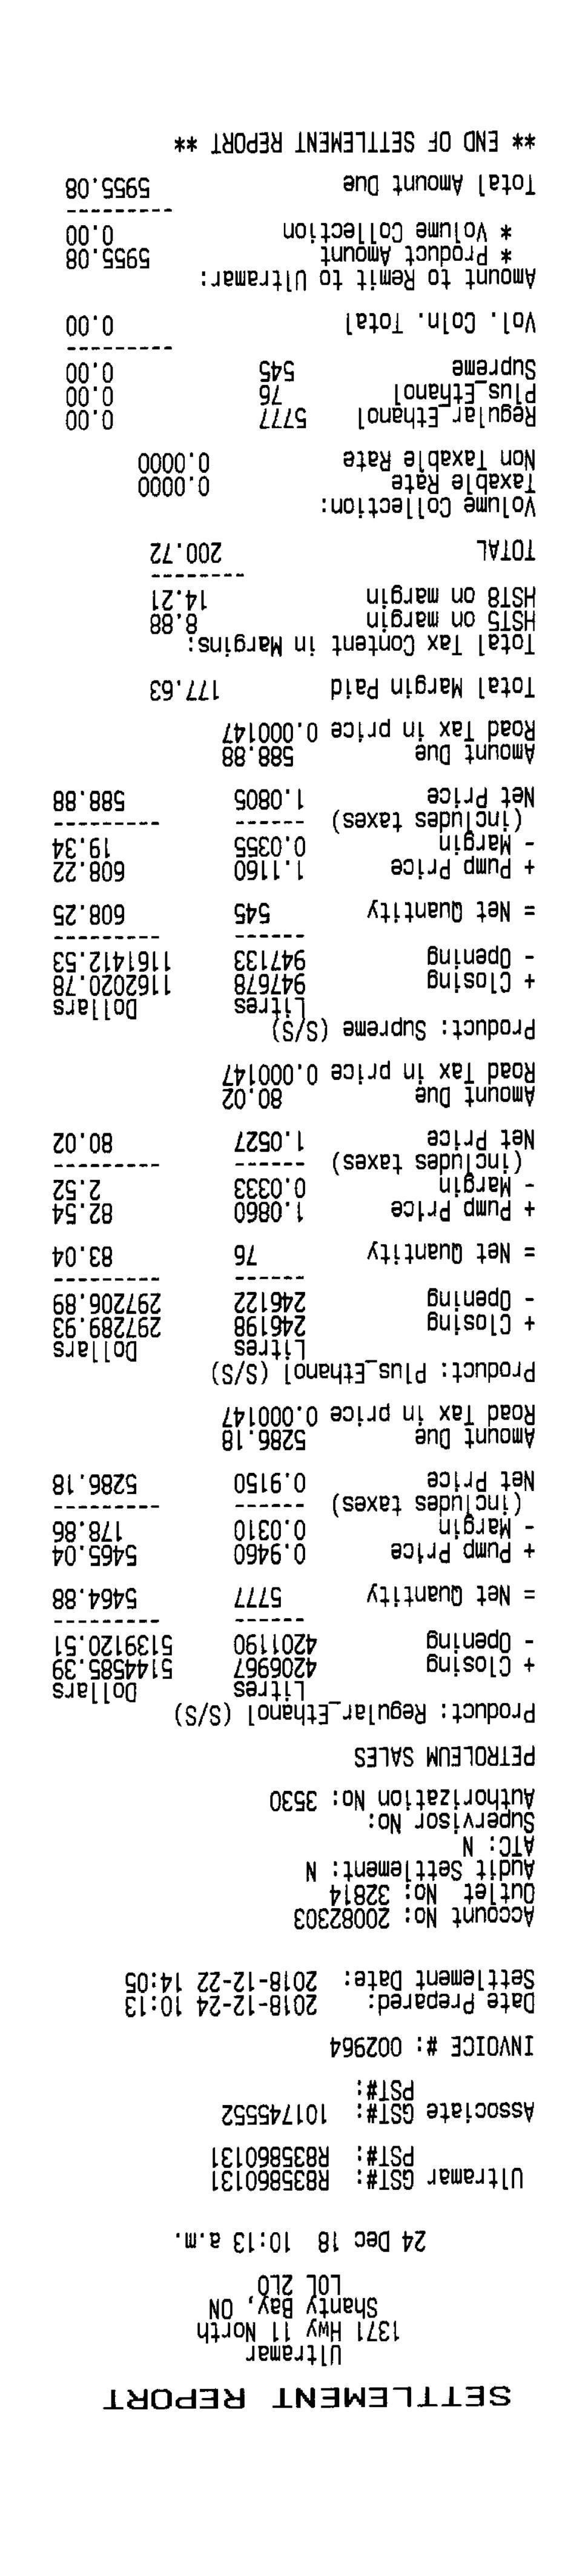 SETTLEMENT REPORT
Ultramar
1371 Hwy 11 North
Shanty Bay, ON
LOL 2LO
24 Dec 18 10:13 a.m.
Ultramar GST#: R83586O131
PST#: R83586O131
Associate GST#: 101745552
PST#:
INVOICE #: 002964
Date Prepared: 2018-12-24 10:13
Settlement Date: 2018-12-22 14:05
Account No: 20082303
Outlet No: 32814
Audit Settlement: N
ATC: N
Supervisor No:
Authorization No: 3530
PETROLEUM SALES
Product: Regular_Ethanol (S/S)
Litres Dollars
+ Closing 4206967 5144585.39
- Opening 4201190 5139120.51
------ ----------
= Net Quantity 5777 5464.88
+ Pump Price 0.9460 5465.04
- Margin 0.0310 178.86
(includes taxes) ------ ----------
Net Price 0.9150 5286.18
Amount Due 5286.18
Road Tax in price 0.000147
Product: Plus_Ethanol (S/S)
Litres Dollars
+ Closing 246198 297289.93
- Opening 246122 297206.89
------ ----------
= Net Quantity 76 83.04
+ Pump Price 1.0860 82.54
- Margin 0.0333 2.52
(includes taxes) ------ ----------
Net Price 1.0527 80.02
Amount Due 80.02
Road Tax in price 0.000147
Product: Supreme (S/S)
Litres Dollars
+ Closing 947678 1162020.78
- Opening 947133 1161412.53
------ ----------
= Net Quantity 545 608.25
+ Pump Price 1.1160 608.22
- Margin 0.0355 19.34
(includes taxes) ------ ----------
Net Price 1.0805 588.88
Amount Due 588.88
Road Tax in price 0.000147
Total Margin Paid 177.63
Total Tax Content in Margins:
HST5 on margin 8.88
HST8 on margin 14.21
---------
TOTAL 200.72
Volume Collection:
Taxable Rate 0.0000
Non Taxable Rate 0.0000
Regular_Ethanol 5777 0.00
Plus_Ethanol 76 0.00
Supreme 545 0.00
---------
Vol. Coln. Total 0.00
Amount to Remit to Ultramar:
* Product Amount 5955.08
* Volume Collection 0.00
---------
Total Amount Due 5955.08
** END OF SETTLEMENT REPORT **